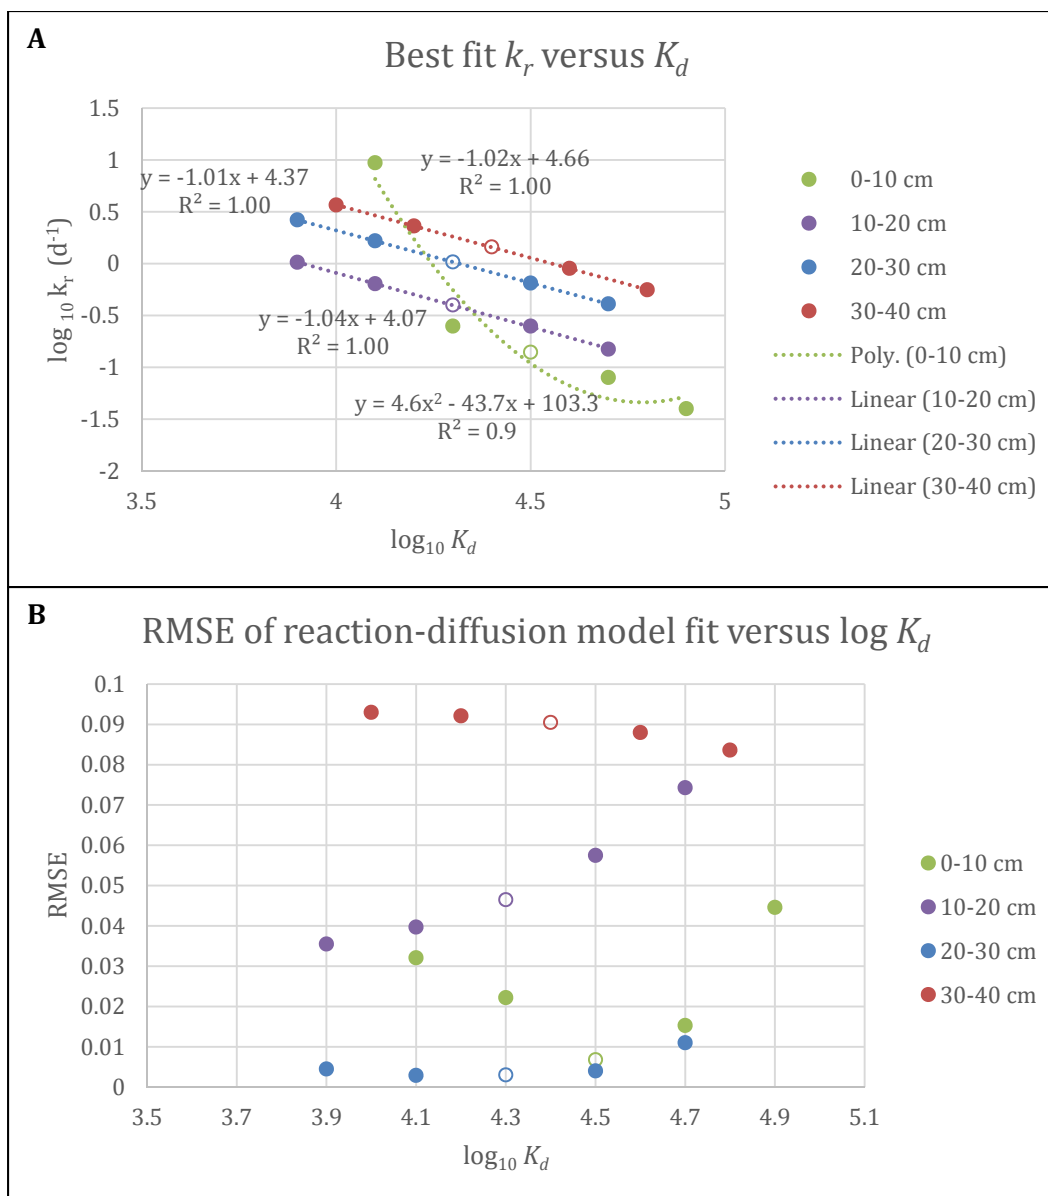 A
Best fit kᵣ versus K_d
1.5
1
0.5
0
-0.5
-1
-1.5
-2
log ₁₀ kᵣ (d⁻¹)
y = -1.02x + 4.66
R² = 1.00
y = -1.01x + 4.37
R² = 1.00
y = -1.04x + 4.07
R² = 1.00
y = 4.6x² - 43.7x + 103.3
R² = 0.9
3.5 4 4.5 5
log₁₀ K_d
0-10 cm
10-20 cm
20-30 cm
30-40 cm
Poly. (0-10 cm)
Linear (10-20 cm)
Linear (20-30 cm)
Linear (30-40 cm)
B
RMSE of reaction-diffusion model fit versus log K_d
0.1
0.09
0.08
0.07
0.06
0.05
0.04
0.03
0.02
0.01
0
RMSE
3.5 3.7 3.9 4.1 4.3 4.5 4.7 4.9 5.1
log₁₀ K_d
0-10 cm
10-20 cm
20-30 cm
30-40 cm